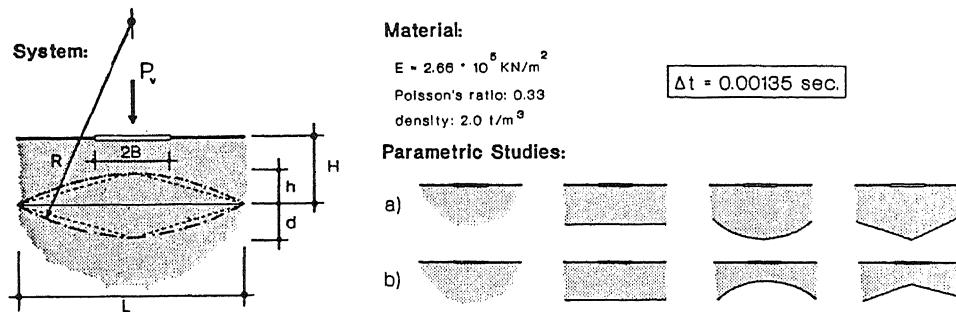 System:
P_v
R
2B
H
h
d
L
Material:
E = 2.66 * 10^5 KN/m^2
Poisson's ratio: 0.33
density: 2.0 t/m^3
Δt = 0.00135 sec.
Parametric Studies:
a)
b)